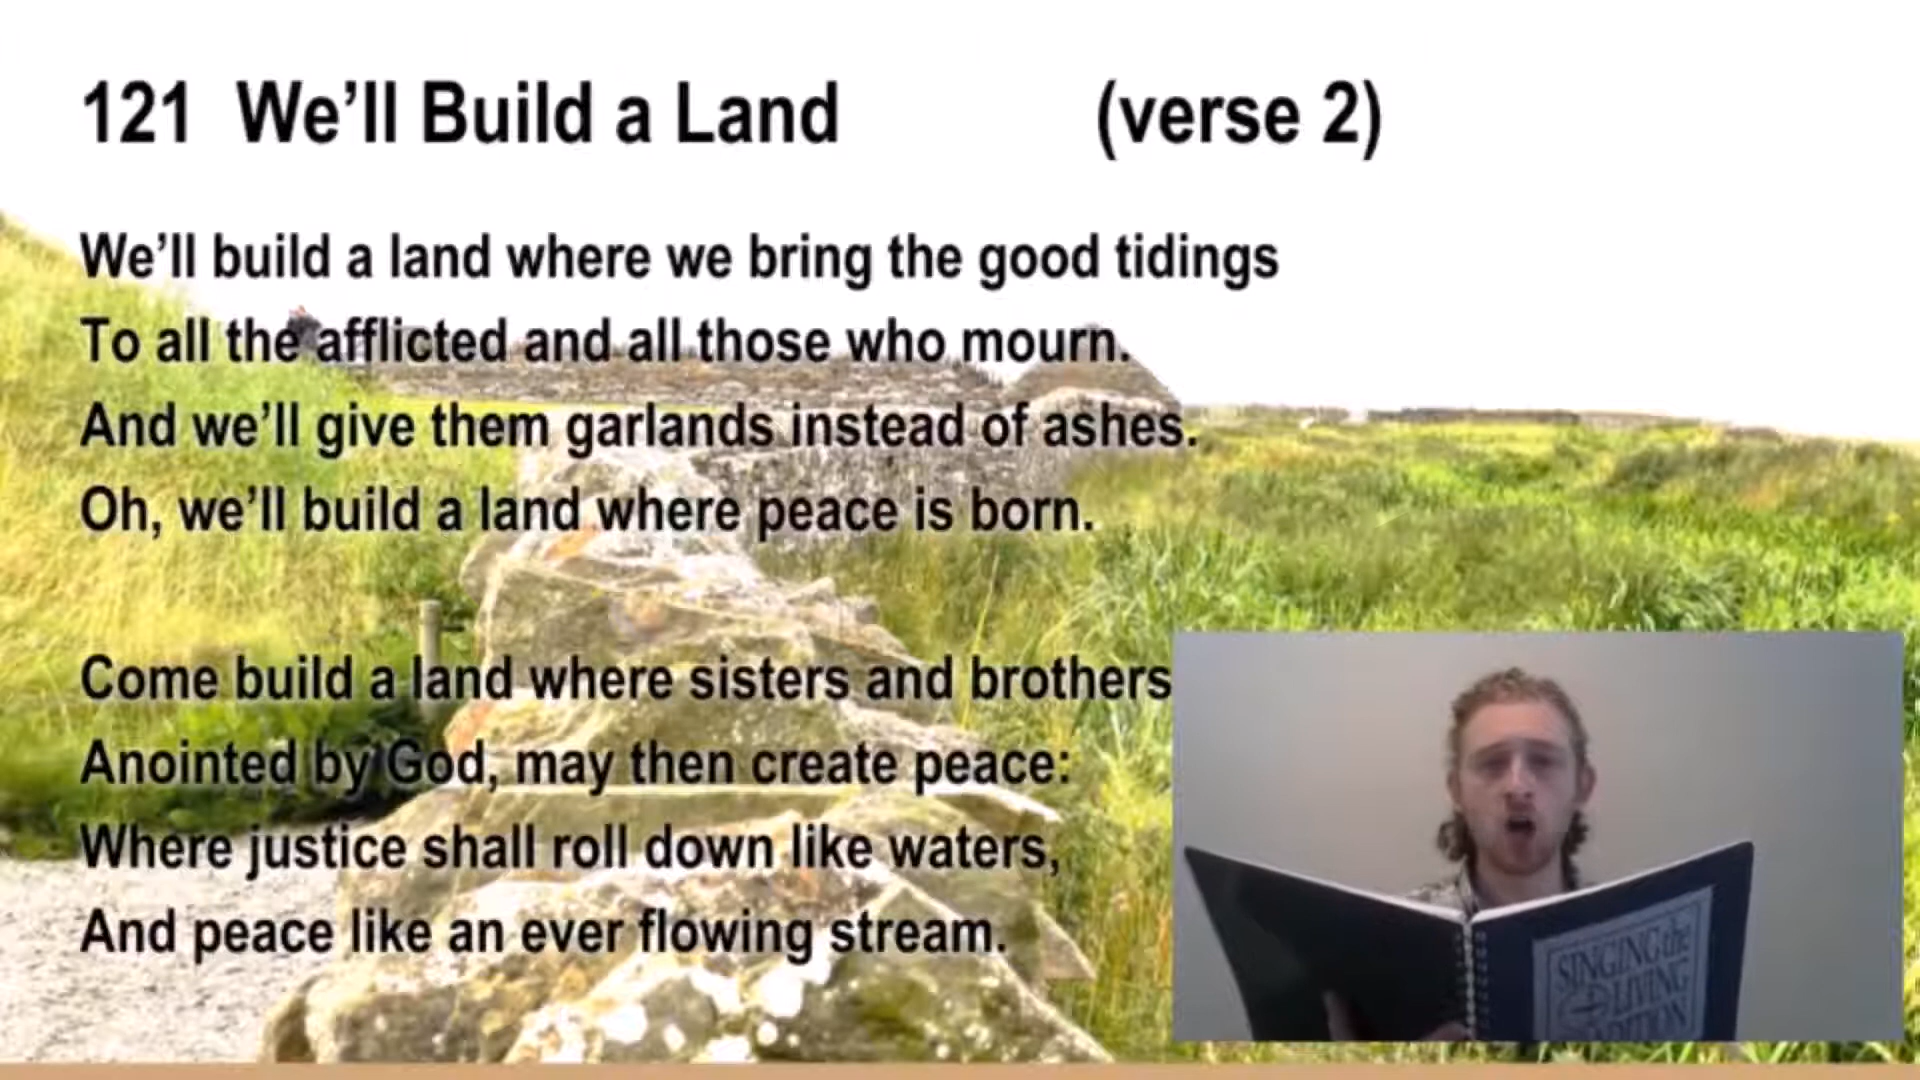 121 We’ll Build a Land (verse 2)
We’ll build a land where we bring the good tidings
To all the afflicted and all those who mourn.
And we’ll give them garlands instead of ashes.
Oh, we’ll build a land where peace is born.
Come build a land where sisters and brothers
Anointed by God, may then create peace:
Where justice shall roll down like waters,
And peace like an ever flowing stream.
SINGING the
LIVING